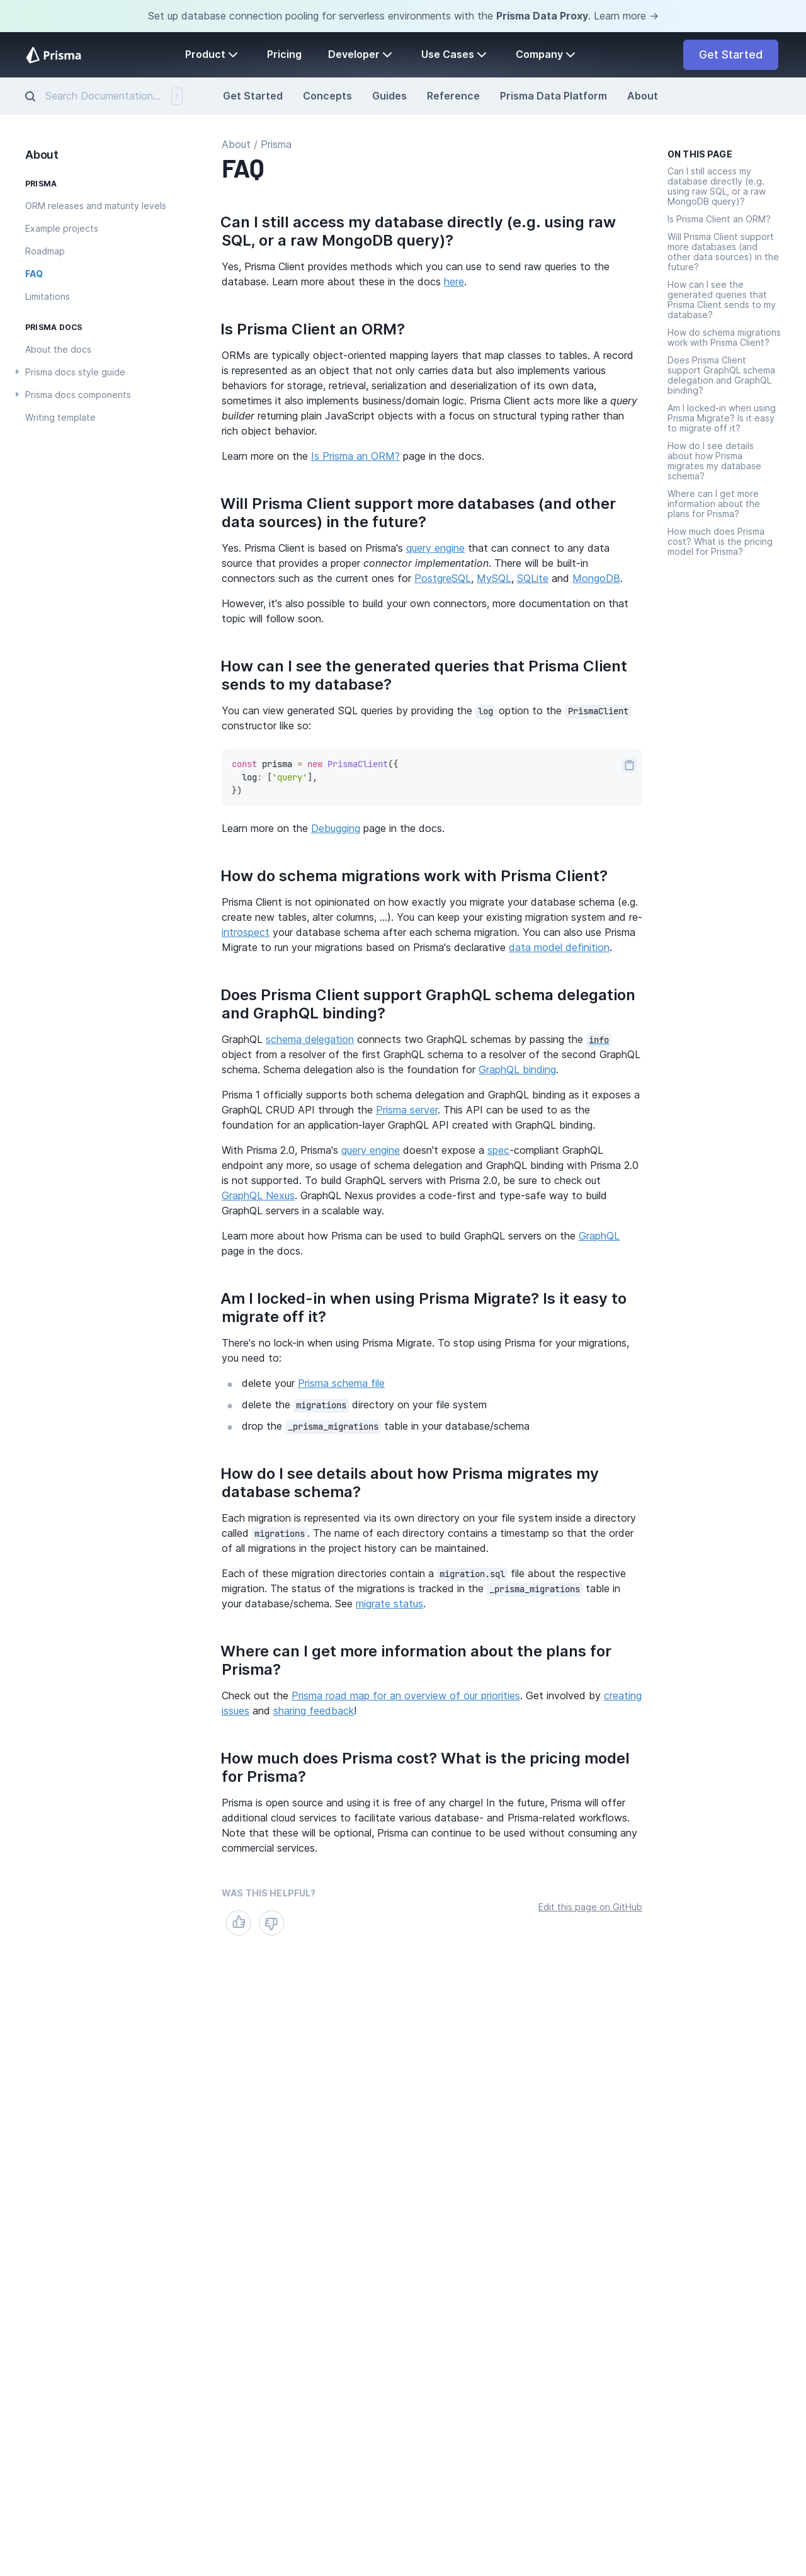 Set up database connection pooling for serverless environments with the Prisma Data Proxy. Learn more →
Prisma
Product
Pricing
Developer
Use Cases
Company
Get Started
Search Documentation...
/
Get Started
Concepts
Guides
Reference
Prisma Data Platform
About
About
PRISMA
ORM releases and maturity levels
Example projects
Roadmap
FAQ
Limitations
PRISMA DOCS
About the docs
Prisma docs style guide
Prisma docs components
Writing template
About / Prisma
FAQ
Can I still access my database directly (e.g. using raw
SQL, or a raw MongoDB query)?
Yes, Prisma Client provides methods which you can use to send raw queries to the
database. Learn more about these in the docs here.
Is Prisma Client an ORM?
ORMs are typically object-oriented mapping layers that map classes to tables. A record
is represented as an object that not only carries data but also implements various
behaviors for storage, retrieval, serialization and deserialization of its own data,
sometimes it also implements business/domain logic. Prisma Client acts more like a query
builder returning plain JavaScript objects with a focus on structural typing rather than
rich object behavior.
Learn more on the Is Prisma an ORM? page in the docs.
Will Prisma Client support more databases (and other
data sources) in the future?
Yes. Prisma Client is based on Prisma's query engine that can connect to any data
source that provides a proper connector implementation. There will be built-in
connectors such as the current ones for PostgreSQL, MySQL, SQLite and MongoDB.
However, it's also possible to build your own connectors, more documentation on that
topic will follow soon.
How can I see the generated queries that Prisma Client
sends to my database?
You can view generated SQL queries by providing the log option to the PrismaClient
constructor like so:
const prisma = new PrismaClient({
  log: ['query'],
})
Learn more on the Debugging page in the docs.
How do schema migrations work with Prisma Client?
Prisma Client is not opinionated on how exactly you migrate your database schema (e.g.
create new tables, alter columns, ...). You can keep your existing migration system and re-
introspect your database schema after each schema migration. You can also use Prisma
Migrate to run your migrations based on Prisma's declarative data model definition.
Does Prisma Client support GraphQL schema delegation
and GraphQL binding?
GraphQL schema delegation connects two GraphQL schemas by passing the info
object from a resolver of the first GraphQL schema to a resolver of the second GraphQL
schema. Schema delegation also is the foundation for GraphQL binding.
Prisma 1 officially supports both schema delegation and GraphQL binding as it exposes a
GraphQL CRUD API through the Prisma server. This API can be used to as the
foundation for an application-layer GraphQL API created with GraphQL binding.
With Prisma 2.0, Prisma's query engine doesn't expose a spec-compliant GraphQL
endpoint any more, so usage of schema delegation and GraphQL binding with Prisma 2.0
is not supported. To build GraphQL servers with Prisma 2.0, be sure to check out
GraphQL Nexus. GraphQL Nexus provides a code-first and type-safe way to build
GraphQL servers in a scalable way.
Learn more about how Prisma can be used to build GraphQL servers on the GraphQL
page in the docs.
Am I locked-in when using Prisma Migrate? Is it easy to
migrate off it?
There's no lock-in when using Prisma Migrate. To stop using Prisma for your migrations,
you need to:
delete your Prisma schema file
delete the migrations directory on your file system
drop the _prisma_migrations table in your database/schema
How do I see details about how Prisma migrates my
database schema?
Each migration is represented via its own directory on your file system inside a directory
called migrations. The name of each directory contains a timestamp so that the order
of all migrations in the project history can be maintained.
Each of these migration directories contain a migration.sql file about the respective
migration. The status of the migrations is tracked in the _prisma_migrations table in
your database/schema. See migrate status.
Where can I get more information about the plans for
Prisma?
Check out the Prisma road map for an overview of our priorities. Get involved by creating
issues and sharing feedback!
How much does Prisma cost? What is the pricing model
for Prisma?
Prisma is open source and using it is free of any charge! In the future, Prisma will offer
additional cloud services to facilitate various database- and Prisma-related workflows.
Note that these will be optional, Prisma can continue to be used without consuming any
commercial services.
WAS THIS HELPFUL?
Edit this page on GitHub
ON THIS PAGE
Can I still access my
database directly (e.g.
using raw SQL, or a raw
MongoDB query)?
Is Prisma Client an ORM?
Will Prisma Client support
more databases (and
other data sources) in the
future?
How can I see the
generated queries that
Prisma Client sends to my
database?
How do schema migrations
work with Prisma Client?
Does Prisma Client
support GraphQL schema
delegation and GraphQL
binding?
Am I locked-in when using
Prisma Migrate? Is it easy
to migrate off it?
How do I see details
about how Prisma
migrates my database
schema?
Where can I get more
information about the
plans for Prisma?
How much does Prisma
cost? What is the pricing
model for Prisma?